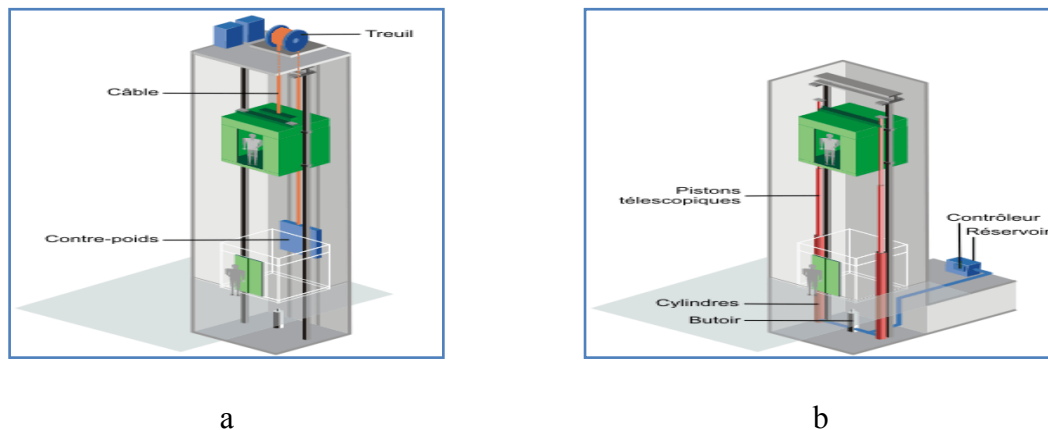 Treuil
Câble
Contre-poids
a
Pistons
télescopiques
Contrôleur
Réservoir
Cylindres
Butoir
b